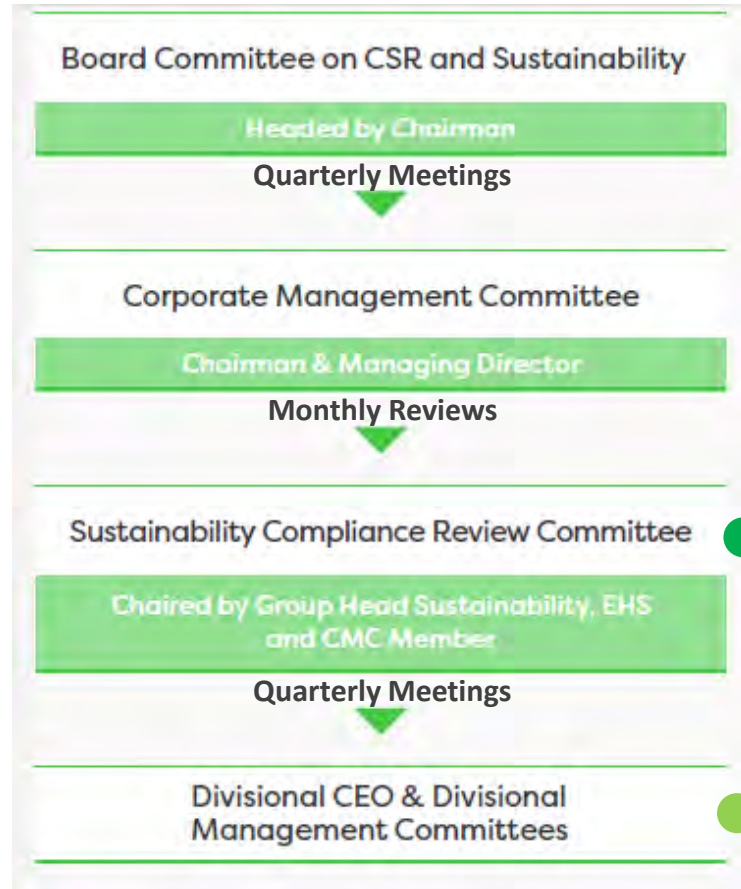 Board Committee on CSR and Sustainability
Headed by Chairman
Quarterly Meetings
Corporate Management Committee
Chairman & Managing Director
Monthly Reviews
Sustainability Compliance Review Committee
Chaired by Group Head Sustainability, EHS
and CMC Member
Quarterly Meetings
Divisional CEO & Divisional
Management Committees